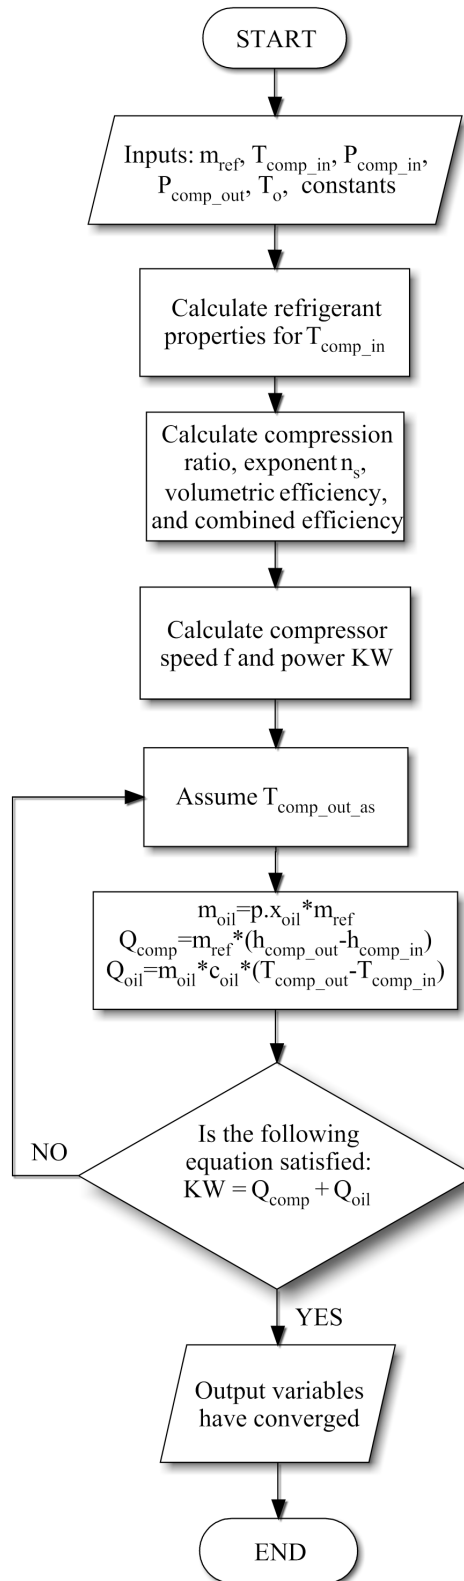 START
Inputs: m_ref, T_comp_in, P_comp_in,
P_comp_out, T_o, constants
Calculate refrigerant
properties for T_comp_in
Calculate compression
ratio, exponent n_s,
volumetric efficiency,
and combined efficiency
Calculate compressor
speed f and power KW
Assume T_comp_out_as
m_oil=p.x_oil*m_ref
Q_comp=m_ref*(h_comp_out-h_comp_in)
Q_oil=m_oil*c_oil*(T_comp_out-T_comp_in)
Is the following
equation satisfied:
KW = Q_comp + Q_oil
NO
YES
Output variables
have converged
END